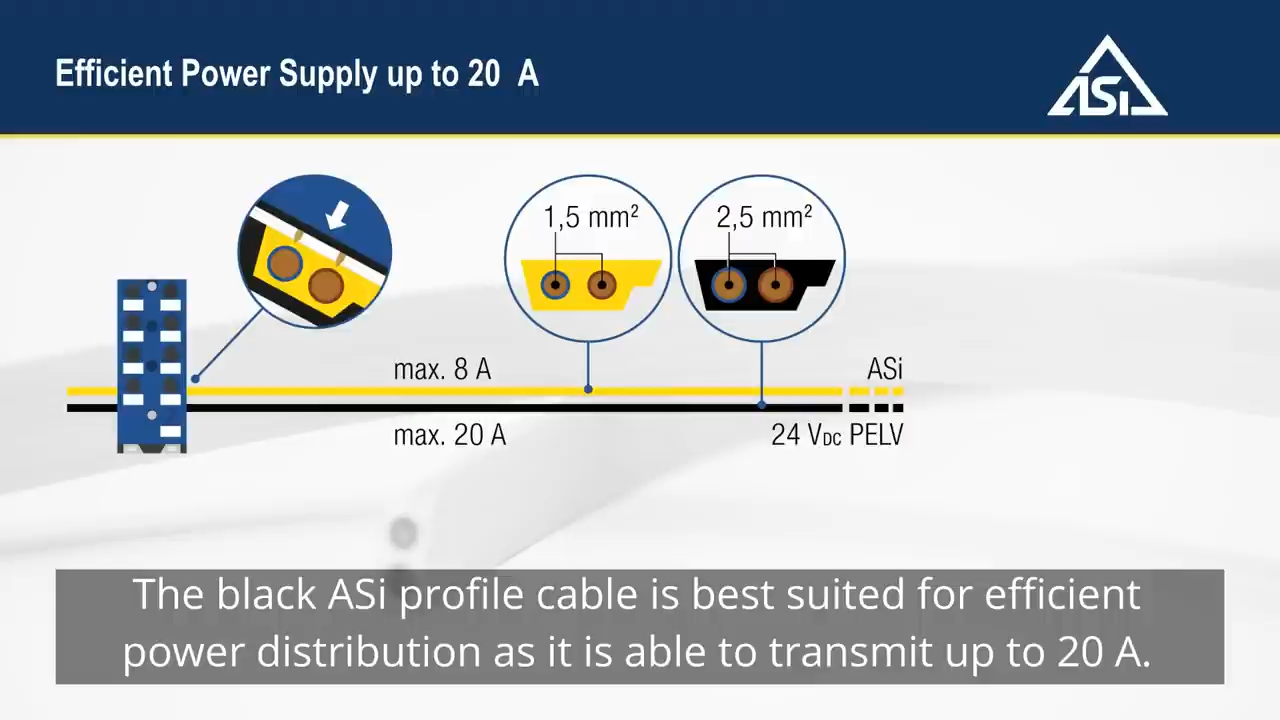 Efficient Power Supply up to 20 A
ASi
1,5 mm²
2,5 mm²
max. 8 A
ASi
max. 20 A
24 VDC PELV
The black ASi profile cable is best suited for efficient
power distribution as it is able to transmit up to 20 A.